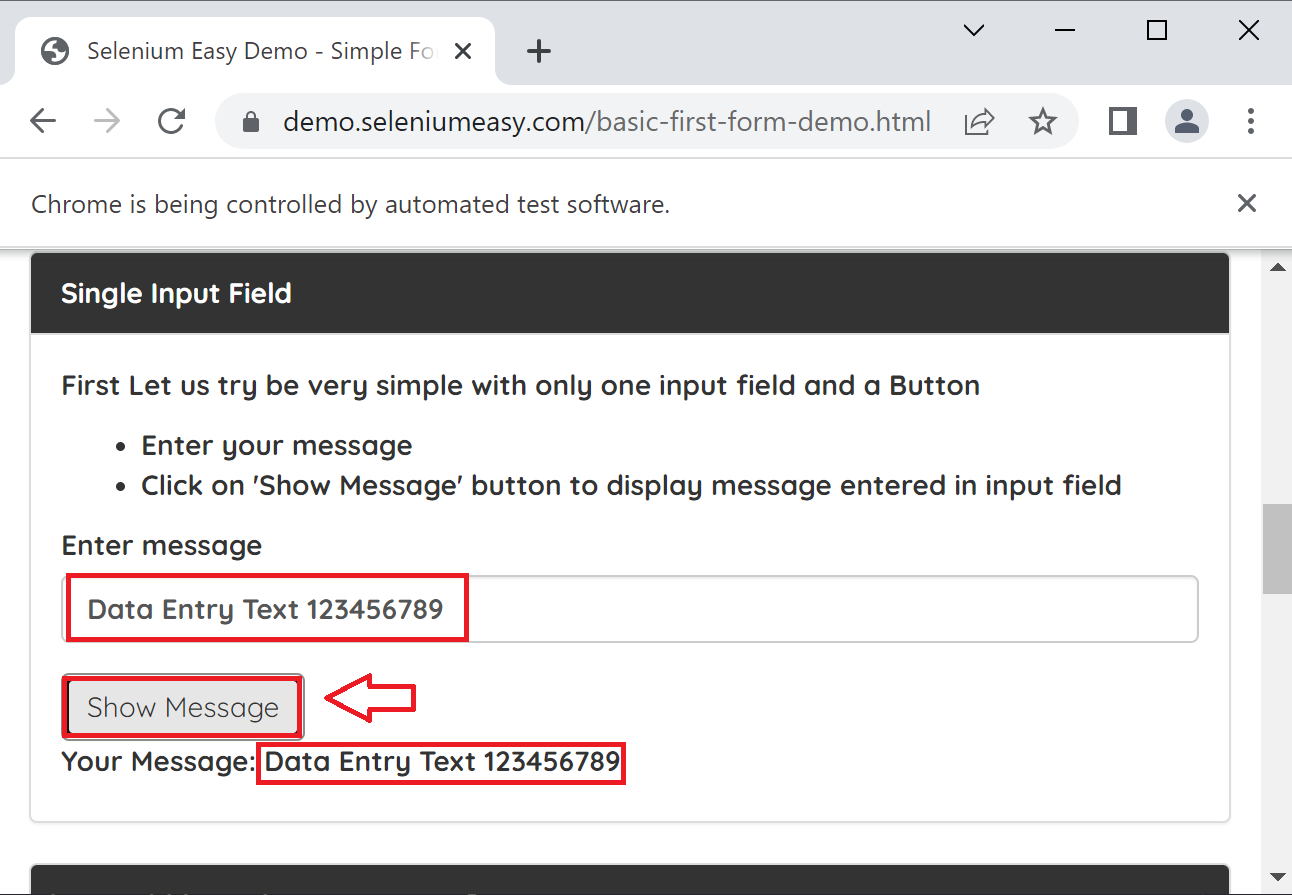 Selenium Easy Demo - Simple Fo
demo.seleniumeasy.com/basic-first-form-demo.html
Chrome is being controlled by automated test software.
Single Input Field
First Let us try be very simple with only one input field and a Button
• Enter your message
• Click on 'Show Message' button to display message entered in input field
Enter message
Data Entry Text 123456789
Show Message
Your Message: Data Entry Text 123456789